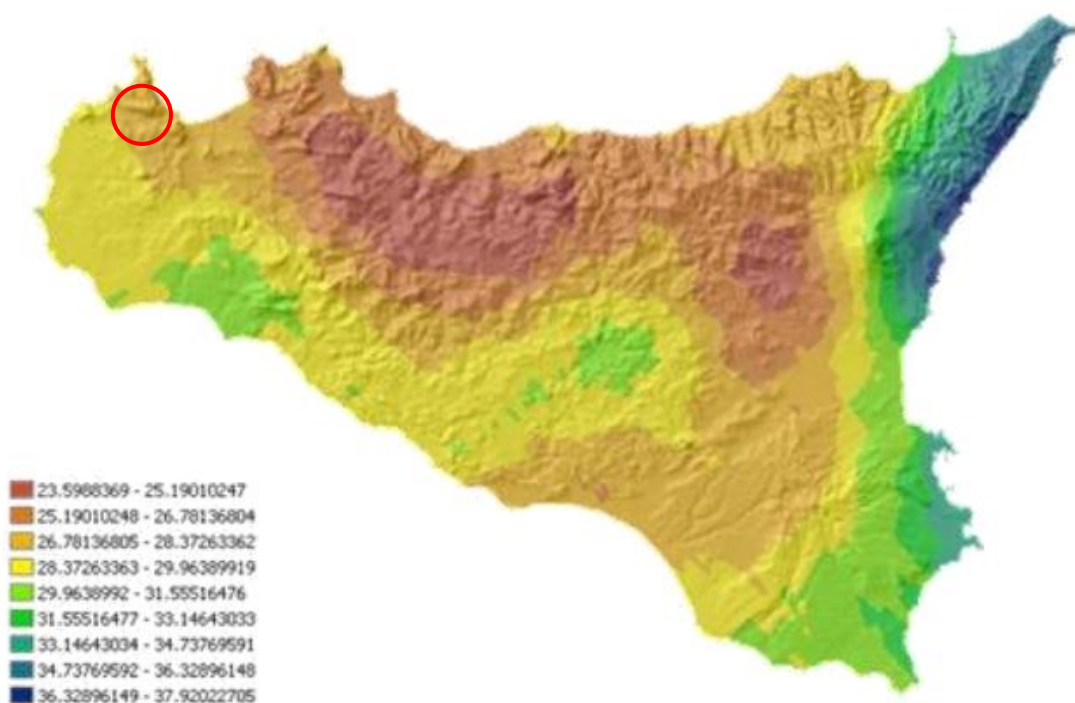 23.5988369 - 25.19010247
25.19010248 - 26.78136804
26.78136805 - 28.37263362
28.37263363 - 29.96389919
29.9638992 - 31.55516476
31.55516477 - 33.14643033
33.14643034 - 34.73769591
34.73769592 - 36.32896148
36.32896149 - 37.92022705